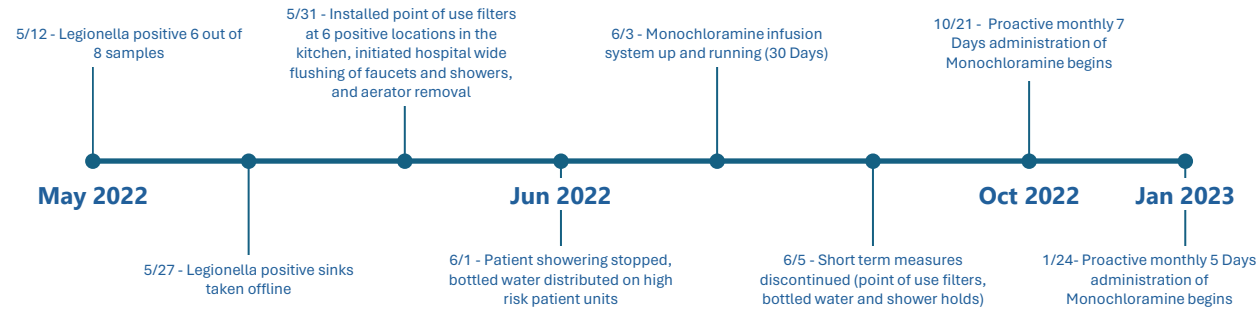 5/12 - Legionella positive 6 out of
8 samples
5/31 - Installed point of use filters
at 6 positive locations in the
kitchen, initiated hospital wide
flushing of faucets and showers,
and aerator removal
6/3 - Monochloramine infusion
system up and running (30 Days)
10/21 - Proactive monthly 7
Days administration of
Monochloramine begins
May 2022
Jun 2022
Oct 2022
Jan 2023
5/27 - Legionella positive sinks
taken offline
6/1 - Patient showering stopped,
bottled water distributed on high
risk patient units
6/5 - Short term measures
discontinued (point of use filters,
bottled water and shower holds)
1/24- Proactive monthly 5 Days
administration of
Monochloramine begins